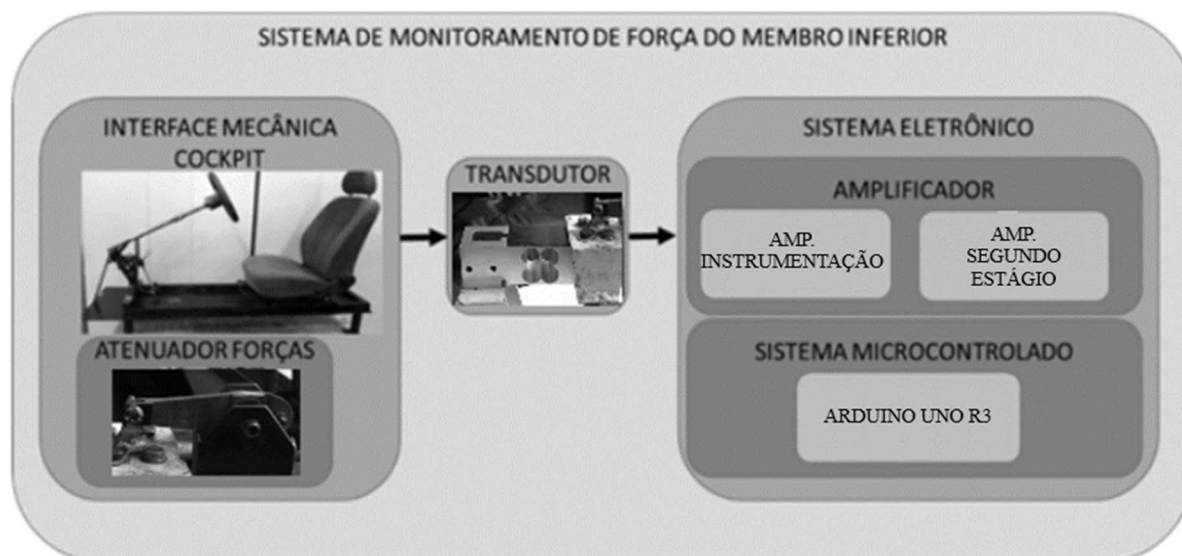 SISTEMA DE MONITORAMENTO DE FORÇA DO MEMBRO INFERIOR
INTERFACE MECÂNICA
COCKPIT
ATENUADOR FORÇAS
TRANSDUTOR
SISTEMA ELETRÔNICO
AMPLIFICADOR
AMP.
INSTRUMENTAÇÃO
AMP.
SEGUNDO
ESTÁGIO
SISTEMA MICROCONTROLADO
ARDUINO UNO R3